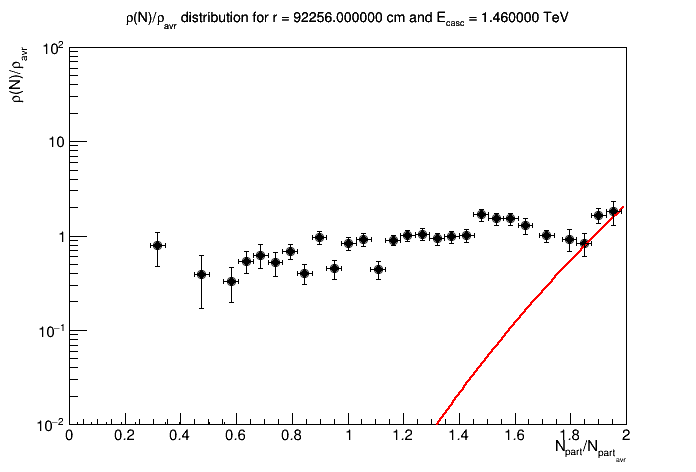 ρ(N)/ρavr distribution for r = 92256.000000 cm and Ecasc = 1.460000 TeV
ρ(N)/ρavr
10²
10
1
10⁻¹
10⁻²
0 0.2 0.4 0.6 0.8 1 1.2 1.4 1.6 1.8 2
Npart/Npartavr